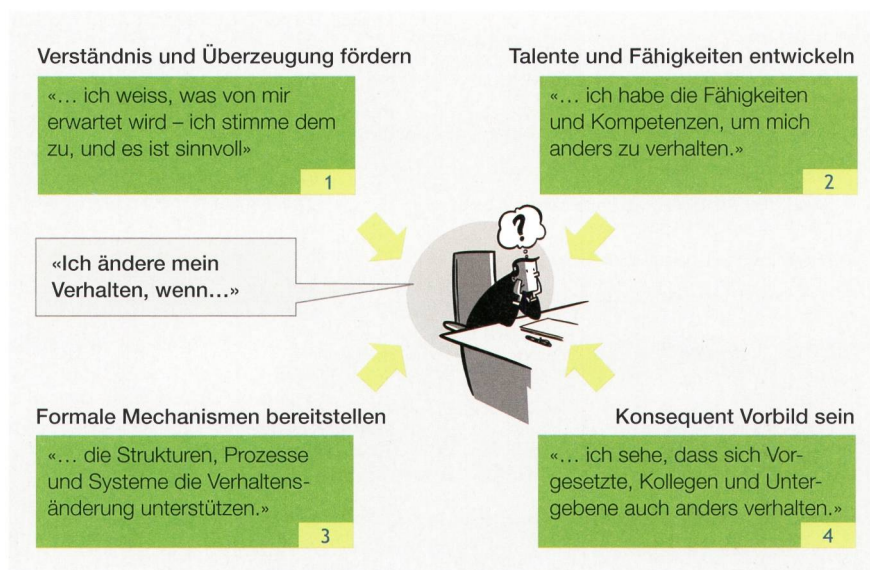 Verständnis und Überzeugung fördern
«… ich weiss, was von mir
erwartet wird – ich stimme dem
zu, und es ist sinnvoll»
1
Talente und Fähigkeiten entwickeln
«… ich habe die Fähigkeiten
und Kompetenzen, um mich
anders zu verhalten.»
2
?
«Ich ändere mein
Verhalten, wenn…»
Formale Mechanismen bereitstellen
«… die Strukturen, Prozesse
und Systeme die Verhaltens-
änderung unterstützen.»
3
Konsequent Vorbild sein
«… ich sehe, dass sich Vor-
gesetzte, Kollegen und Unter-
gebene auch anders verhalten.»
4